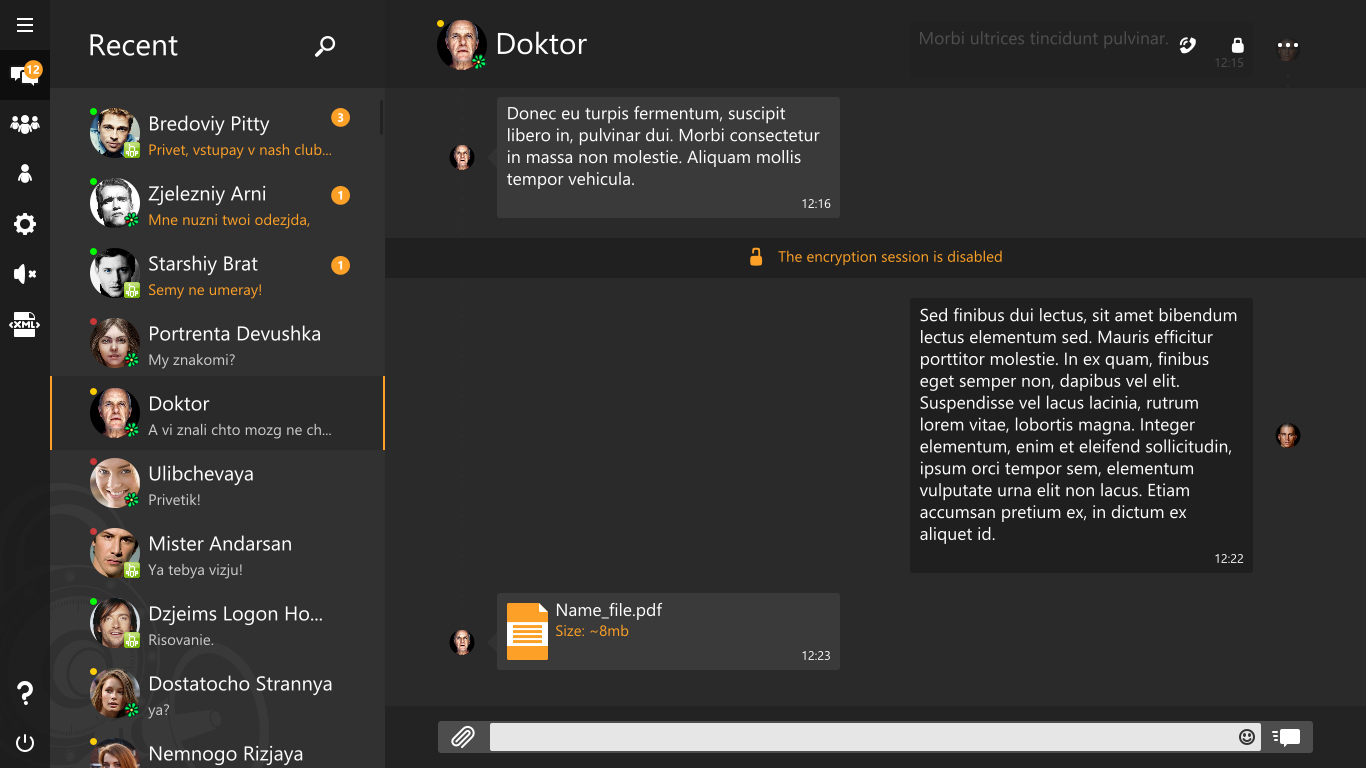 12
<XML>
Recent
Bredoviy Pitty
3
Privet, vstupay v nash club...
Zjelezniy Arni
1
Mne nuzni twoi odezjda,
Starshiy Brat
1
Semy ne umeray!
Portrenta Devushka
My znakomi?
Doktor
A vi znali chto mozg ne ch...
Ulibchevaya
Privetik!
Mister Andarsan
Ya tebya vizju!
Dzjeims Logon Ho...
Risovanie.
Dostatocho Strannya
ya?
Nemnogo Rizjaya
Doktor
Morbi ultrices tincidunt pulvinar.
12:15
Donec eu turpis fermentum, suscipit
libero in, pulvinar dui. Morbi consectetur
in massa non molestie. Aliquam mollis
tempor vehicula.
12:16
The encryption session is disabled
Sed finibus dui lectus, sit amet bibendum
lectus elementum sed. Mauris efficitur
porttitor molestie. In ex quam, finibus
eget semper non, dapibus vel elit.
Suspendisse vel lacus lacinia, rutrum
lorem vitae, lobortis magna. Integer
elementum, enim et eleifend sollicitudin,
ipsum orci tempor sem, elementum
vulputate urna elit non lacus. Etiam
accumsan pretium ex, in dictum ex
aliquet id.
12:22
Name_file.pdf
Size: ~8mb
12:23